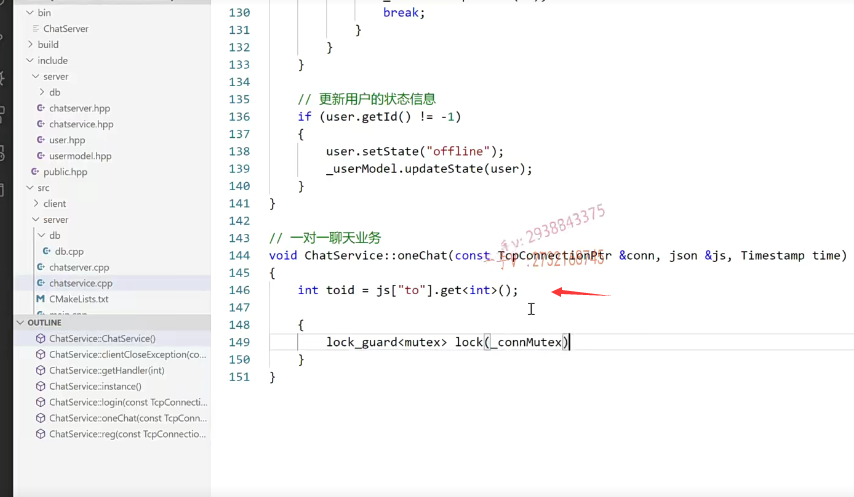 bin
ChatServer
build
include
server
db
chatserver.hpp
chatservice.hpp
user.hpp
usermodel.hpp
public.hpp
src
client
server
db
db.cpp
chatserver.cpp
chatservice.cpp
CMakeLists.txt
main.cpp
OUTLINE
ChatService::ChatService()
ChatService::clientCloseException(co...
ChatService::getHandler(int)
ChatService::instance()
ChatService::login(const TcpConnecti...
ChatService::oneChat(const TcpConn...
ChatService::reg(const TcpConnectio...
130 break;
131 }
132 }
133 }
134
135 // 更新用户的状态信息
136 if (user.getId() != -1)
137 {
138 user.setState("offline");
139 _userModel.updateState(user);
140 }
141 }
142
143 // 一对一聊天业务
144 void ChatService::oneChat(const TcpConnectionPtr &conn, json &js, Timestamp time)
145 {
146 int toid = js["to"].get<int>();
147
148 {
149 lock_guard<mutex> lock(_connMutex)
150 }
151 }
2938843375